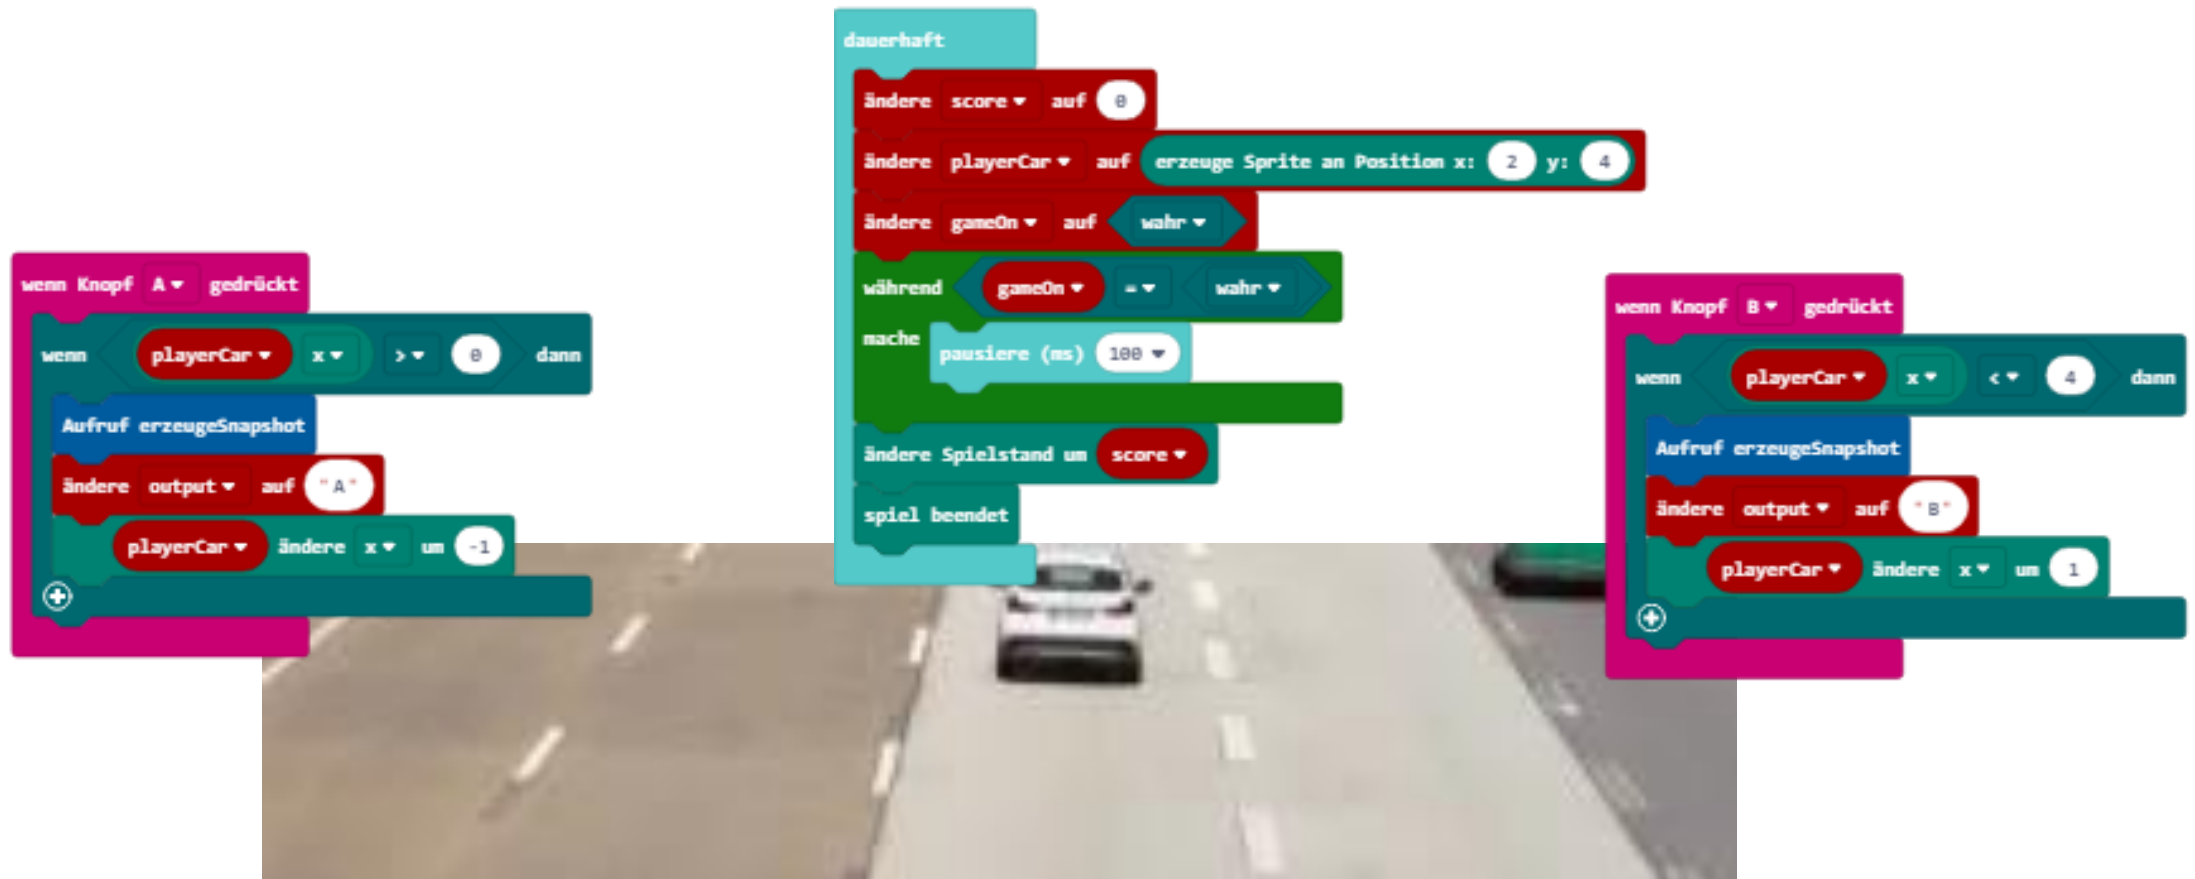 dauerhaft
ändere score auf 0
ändere playerCar auf erzeuge Sprite an Position x: 2 y: 4
ändere gameOn auf wahr
während gameOn = wahr
mache pausiere (ms) 100
ändere Spielstand um score
spiel beendet
wenn Knopf A gedrückt
wenn playerCar x > 0 dann
Aufruf erzeugeSnapshot
ändere output auf "A"
playerCar ändere x um -1
wenn Knopf B gedrückt
wenn playerCar x < 4 dann
Aufruf erzeugeSnapshot
ändere output auf "B"
playerCar ändere x um 1